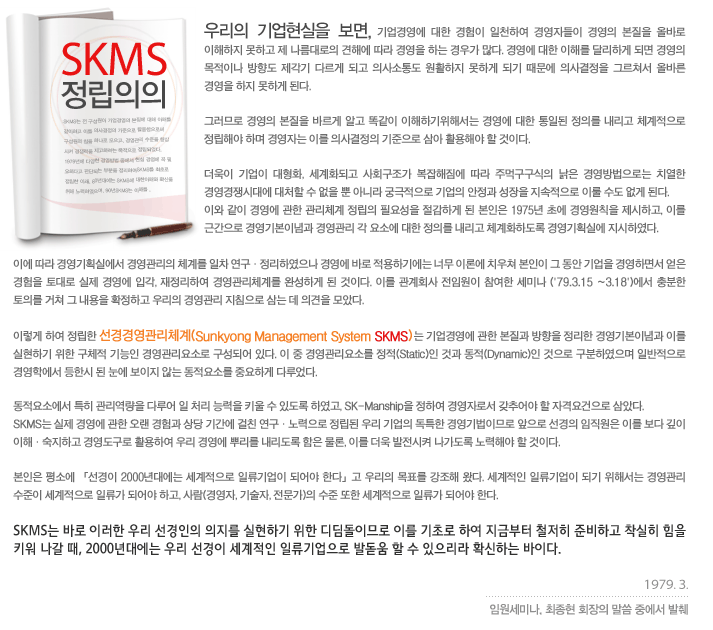 SKMS
정립의의
우리의 기업현실을 보면, 기업경영에 대한 경험이 일천하여 경영자들이 경영의 본질을 올바로
이해하지 못하고 제 나름대로의 견해에 따라 경영을 하는 경우가 많다. 경영에 대한 이해를 달리하게 되면 경영의
목적이나 방향도 제각기 다르게 되고 의사소통도 원활하지 못하게 되기 때문에 의사결정을 그르쳐서 올바른
경영을 하지 못하게 된다.
그러므로 경영의 본질을 바르게 알고 똑같이 이해하기위해서는 경영에 대한 통일된 정의를 내리고 체계적으로
정립해야 하며 경영자는 이를 의사결정의 기준으로 삼아 활용해야 할 것이다.
더욱이 기업이 대형화, 세계화되고 사회구조가 복잡해짐에 따라 주먹구구식의 낡은 경영방법으로는 치열한
경영경쟁시대에 대처할 수 없을 뿐 아니라 궁극적으로 기업의 안정과 성장을 지속적으로 이룰 수도 없게 된다.
이와 같이 경영에 관한 관리체계 정립의 필요성을 절감하게 된 본인은 1975년 초에 경영원칙을 제시하고, 이를
근간으로 경영기본이념과 경영관리 각 요소에 대한 정의를 내리고 체계화하도록 경영기획실에 지시하였다.
이에 따라 경영기획실에서 경영관리의 체계를 일차 연구 · 정리하였으나 경영에 바로 적용하기에는 너무 이론에 치우쳐 본인이 그 동안 기업을 경영하면서 얻은
경험을 토대로 실제 경영에 입각, 재정리하여 경영관리체계를 완성하게 된 것이다. 이를 관계회사 전임원이 참여한 세미나 ('79.3.15 ~3.18')에서 충분한
토의를 거쳐 그 내용을 확정하고 우리의 경영관리 지침으로 삼는 데 의견을 모았다.
이렇게 하여 정립한 선경경영관리체계(Sunkyong Management System SKMS)는 기업경영에 관한 본질과 방향을 정리한 경영기본이념과 이를
실현하기 위한 구체적 기능인 경영관리요소로 구성되어 있다. 이 중 경영관리요소를 정적(Static)인 것과 동적(Dynamic)인 것으로 구분하였으며 일반적으로
경영학에서 등한시 된 눈에 보이지 않는 동적요소를 중요하게 다루었다.
동적요소에서 특히 관리역량을 다루어 일 처리 능력을 키울 수 있도록 하였고, SK-Manship을 정하여 경영자로서 갖추어야 할 자격요건으로 삼았다.
SKMS는 실제 경영에 관한 오랜 경험과 상당 기간에 걸친 연구 · 노력으로 정립된 우리 기업의 독특한 경영기법이므로 앞으로 선경의 임직원은 이를 보다 깊이
이해 · 숙지하고 경영도구로 활용하여 우리 경영에 뿌리를 내리도록 함은 물론, 이를 더욱 발전시켜 나가도록 노력해야 할 것이다.
본인은 평소에 「선경이 2000년대에는 세계적으로 일류기업이 되어야 한다」고 우리의 목표를 강조해 왔다. 세계적인 일류기업이 되기 위해서는 경영관리
수준이 세계적으로 일류가 되어야 하고, 사람(경영자, 기술자, 전문가)의 수준 또한 세계적으로 일류가 되어야 한다.
SKMS는 바로 이러한 우리 선경인의 의지를 실현하기 위한 디딤돌이므로 이를 기초로 하여 지금부터 철저히 준비하고 착실히 힘을
키워 나갈 때, 2000년대에는 우리 선경이 세계적인 일류기업으로 발돋움 할 수 있으리라 확신하는 바이다.
1979. 3.
임원세미나, 최종현 회장의 말씀 중에서 발췌